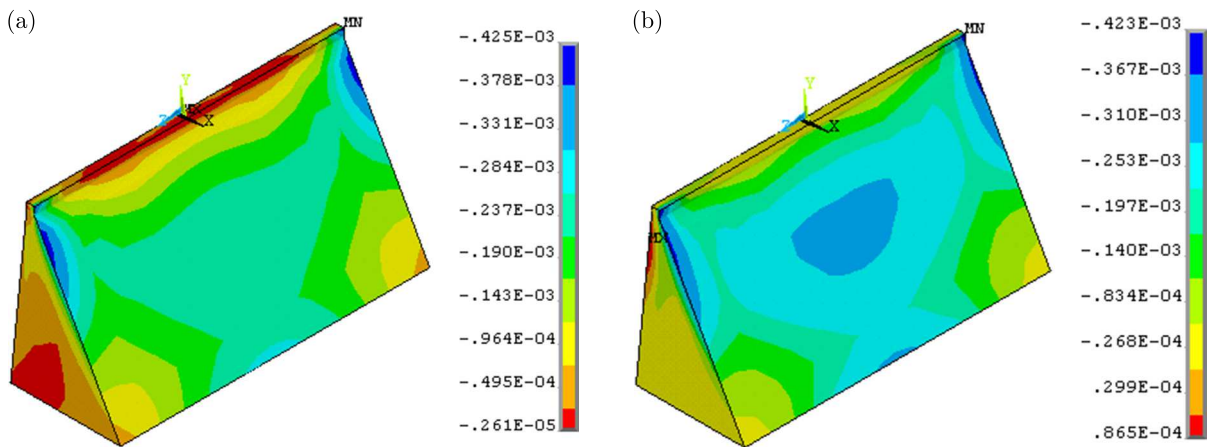 (a)
MN
Y
MX
X
Z
-.425E-03
-.378E-03
-.331E-03
-.284E-03
-.237E-03
-.190E-03
-.143E-03
-.964E-04
-.495E-04
-.261E-05
(b)
MN
Y
X
Z
MX
-.423E-03
-.367E-03
-.310E-03
-.253E-03
-.197E-03
-.140E-03
-.834E-04
-.268E-04
.299E-04
.865E-04